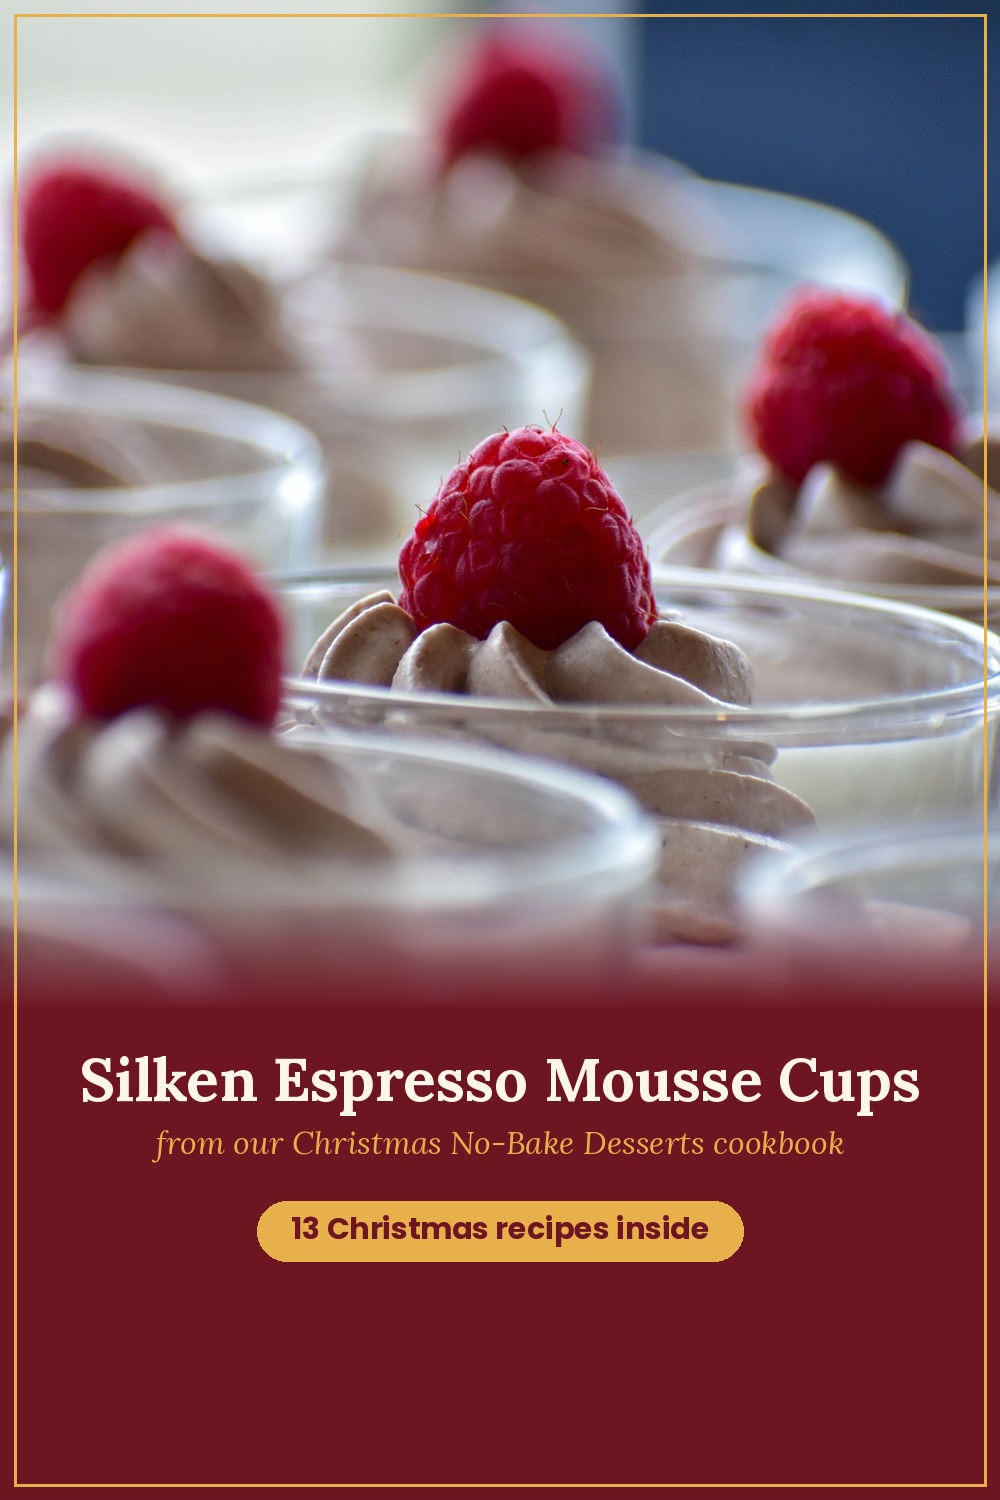 Silken Espresso Mousse Cups
from our Christmas No-Bake Desserts cookbook
13 Christmas recipes inside